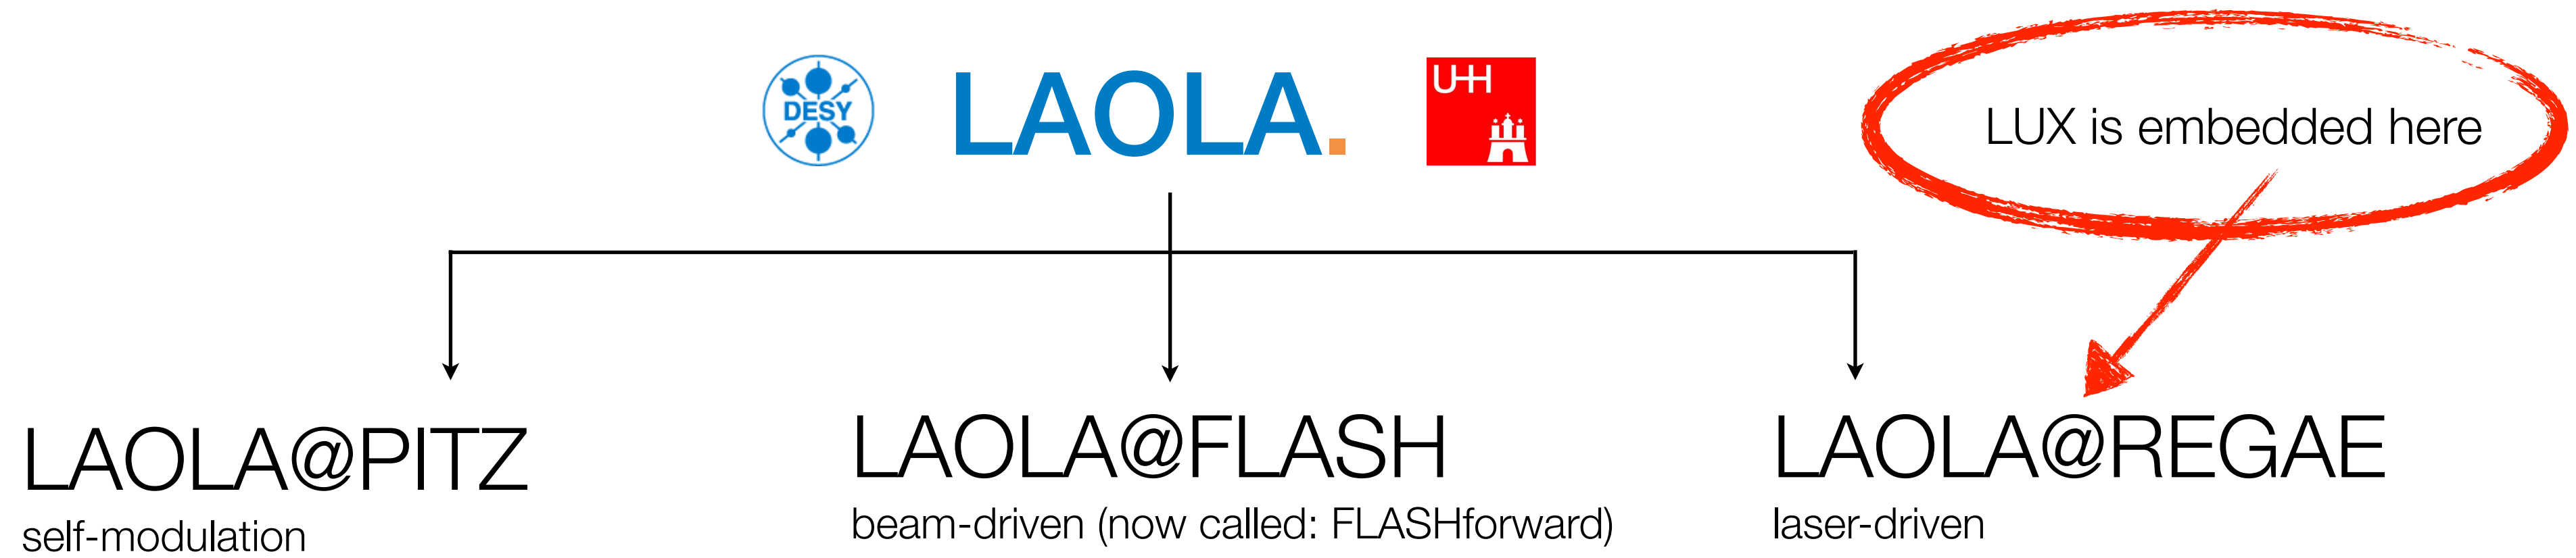 DESY
LAOLA.
UHH
LUX is embedded here
LAOLA@PITZ
self-modulation
LAOLA@FLASH
beam-driven (now called: FLASHforward)
LAOLA@REGAE
laser-driven